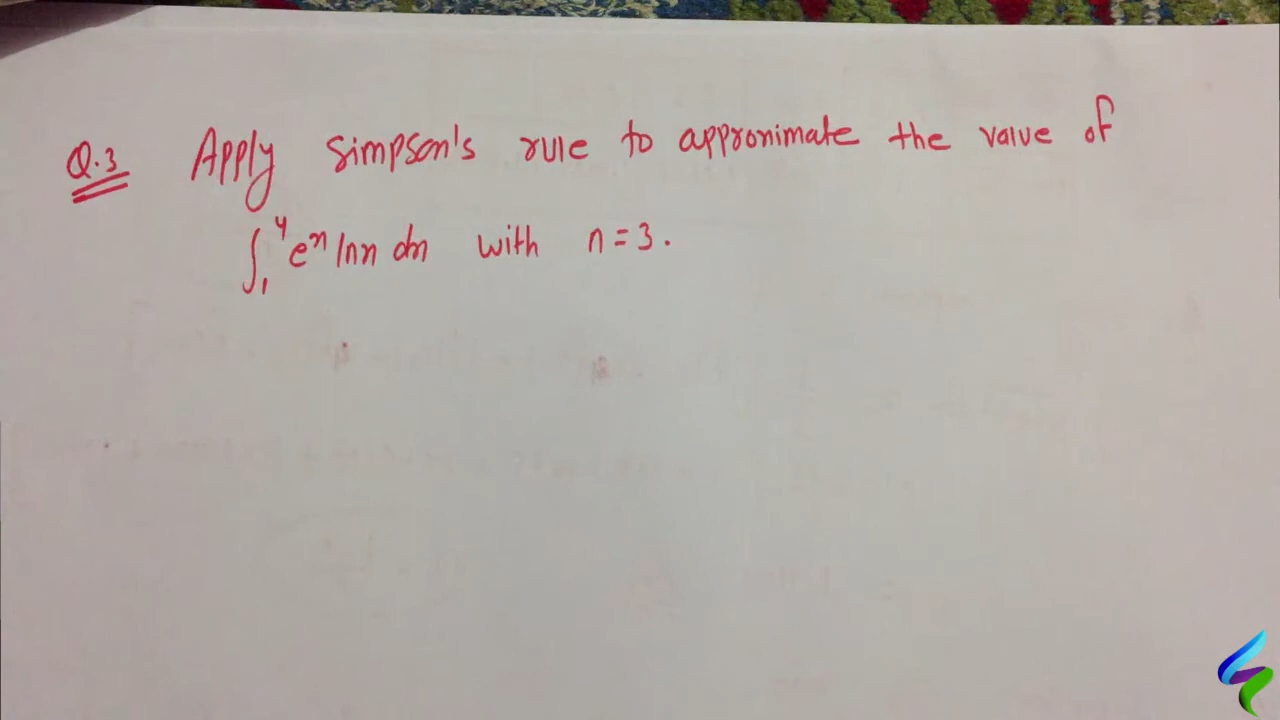 Q.3 Apply Simpson's rule to approximate the value of
∫₁⁴ eˣ lnx dx with n = 3.